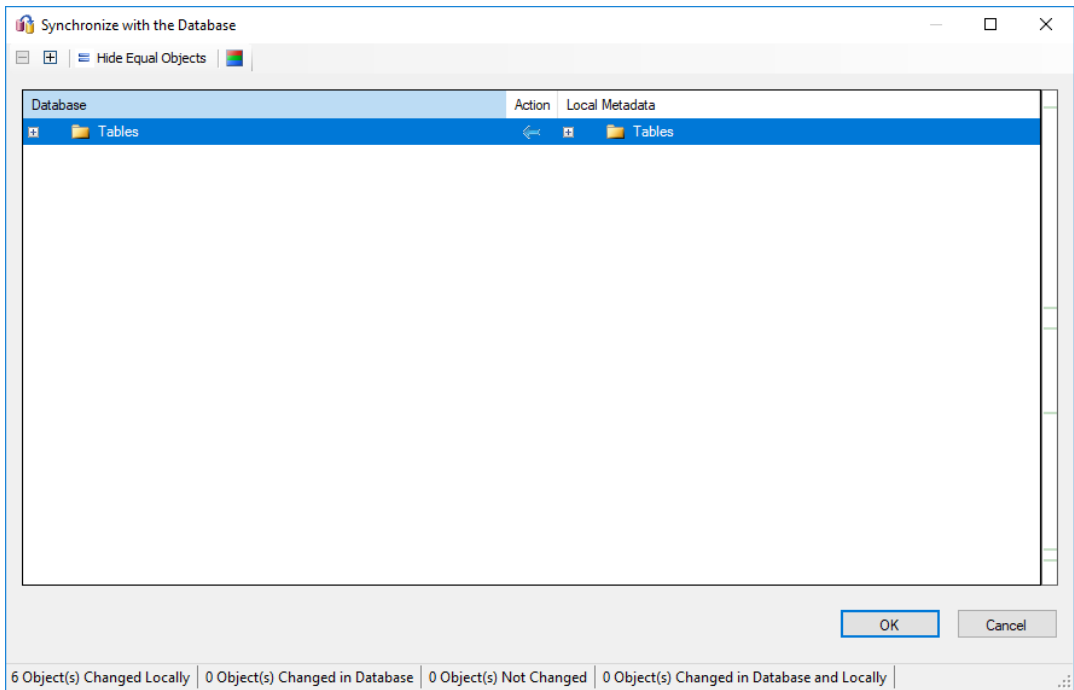 Synchronize with the Database
Hide Equal Objects
Database Action Local Metadata
Tables Tables
OK Cancel
6 Object(s) Changed Locally 0 Object(s) Changed in Database 0 Object(s) Not Changed 0 Object(s) Changed in Database and Locally